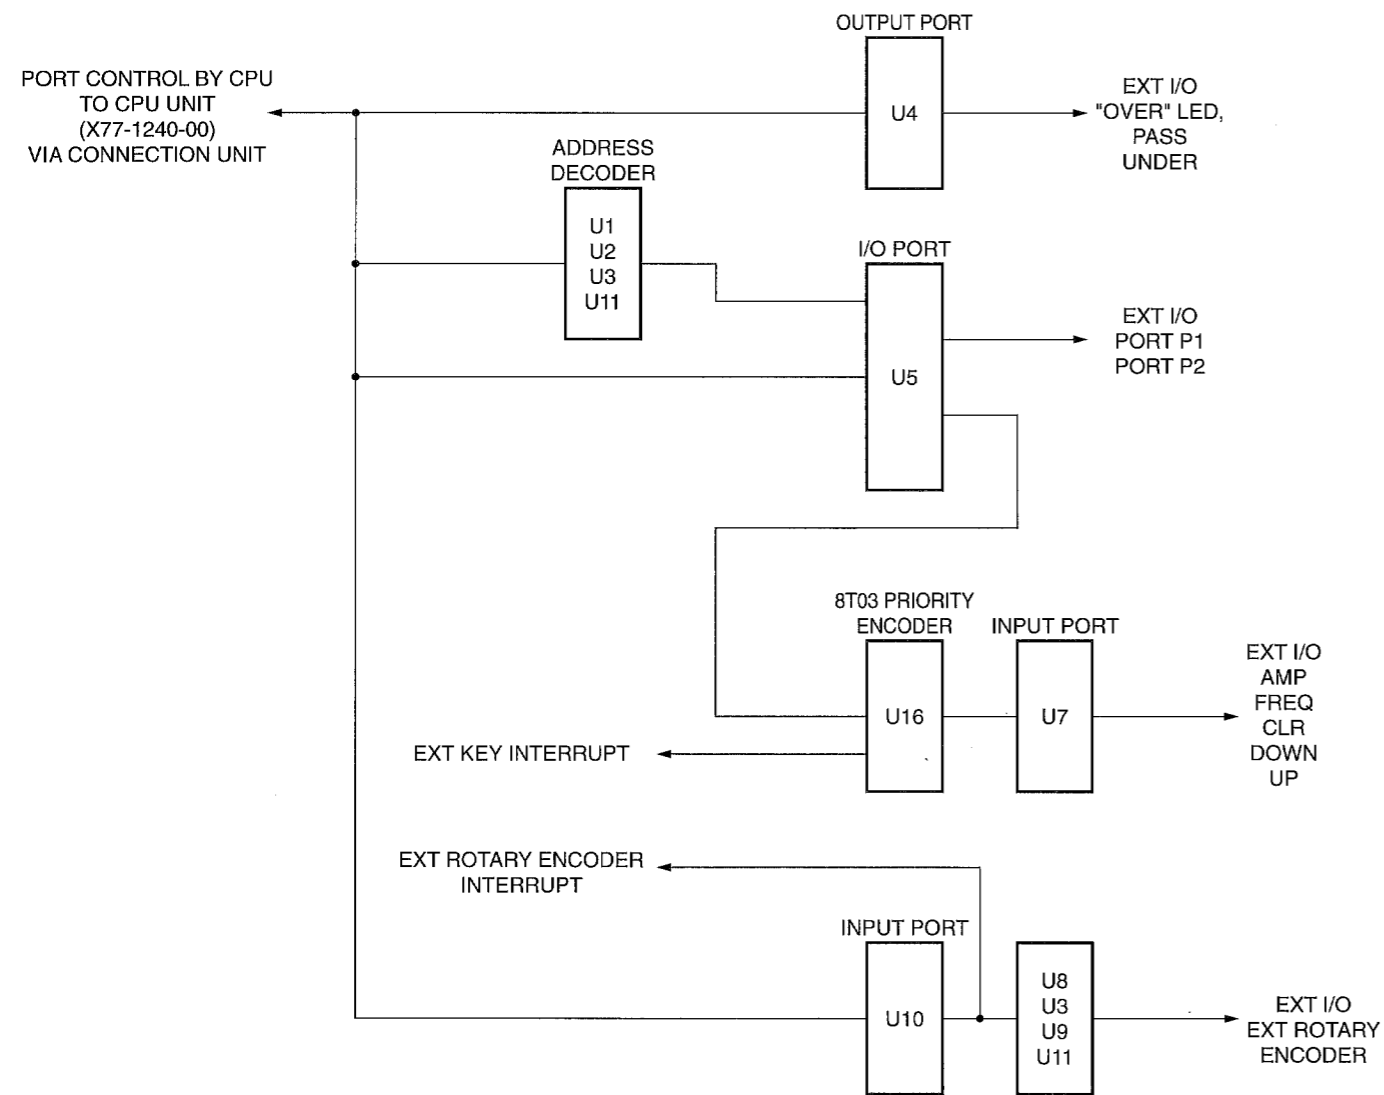 OUTPUT PORT
PORT CONTROL BY CPU
TO CPU UNIT
(X77-1240-00)
VIA CONNECTION UNIT
U4
EXT I/O
"OVER" LED,
PASS
UNDER
ADDRESS
DECODER
U1
U2
U3
U11
I/O PORT
U5
EXT I/O
PORT P1
PORT P2
8T03 PRIORITY
ENCODER
U16
INPUT PORT
U7
EXT I/O
AMP
FREQ
CLR
DOWN
UP
EXT KEY INTERRUPT
EXT ROTARY ENCODER
INTERRUPT
INPUT PORT
U10
U8
U3
U9
U11
EXT I/O
EXT ROTARY
ENCODER